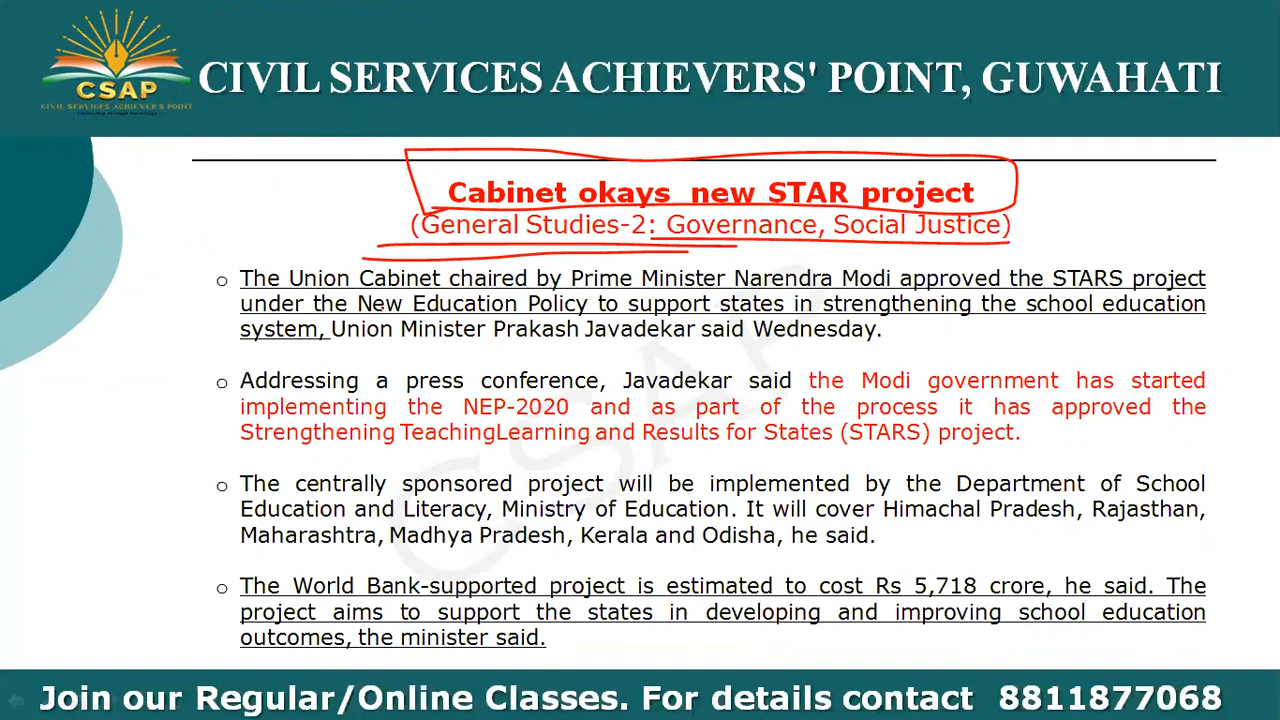 CSAP
CIVIL SERVICES ACHIEVER'S POINT
CIVIL SERVICES ACHIEVERS' POINT, GUWAHATI
Cabinet okays new STAR project
(General Studies-2: Governance, Social Justice)
The Union Cabinet chaired by Prime Minister Narendra Modi approved the STARS project
under the New Education Policy to support states in strengthening the school education
system, Union Minister Prakash Javadekar said Wednesday.
Addressing a press conference, Javadekar said the Modi government has started
implementing the NEP-2020 and as part of the process it has approved the
Strengthening TeachingLearning and Results for States (STARS) project.
The centrally sponsored project will be implemented by the Department of School
Education and Literacy, Ministry of Education. It will cover Himachal Pradesh, Rajasthan,
Maharashtra, Madhya Pradesh, Kerala and Odisha, he said.
The World Bank-supported project is estimated to cost Rs 5,718 crore, he said. The
project aims to support the states in developing and improving school education
outcomes, the minister said.
CSAP
Join our Regular/Online Classes. For details contact 8811877068